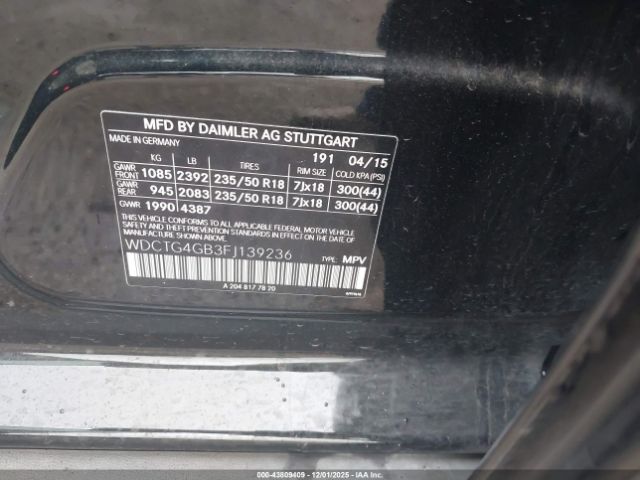 MFD BY DAIMLER AG STUTTGART
MADE IN GERMANY 191 04/15
KG LB TIRES RIM SIZE COLD KPA (PSI)
GAWR FRONT 1085 2392 235/50 R18 7Jx18 300(44)
GAWR REAR 945 2083 235/50 R18 7Jx18 300(44)
GVWR 1990 4387
THIS VEHICLE CONFORMS TO ALL APPLICABLE FEDERAL MOTOR VEHICLE
SAFETY, BUMPER, AND THEFT PREVENTION STANDARDS IN EFFECT ON THE
DATE OF MANUFACTURE SHOWN ABOVE.
WDCTG4GB3FJ139236 TYPE: MPV
A 204 817 78 20
000-43809409 - 12/01/2025 - IAAI.COM